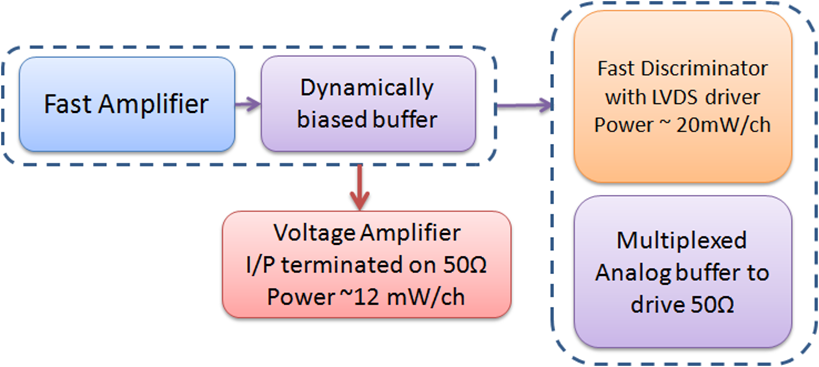 Fast Amplifier
Dynamically
biased buffer
Fast Discriminator
with LVDS driver
Power ~ 20mW/ch
Voltage Amplifier
I/P terminated on 50Ω
Power ~12 mW/ch
Multiplexed
Analog buffer to
drive 50Ω